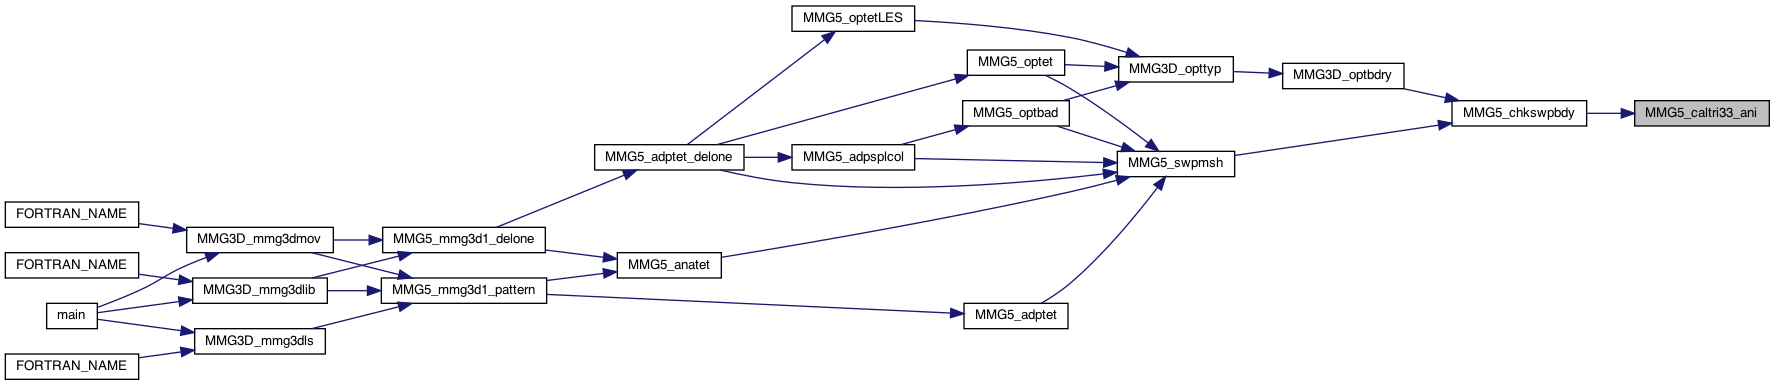 MMG5_optetLES
MMG5_optet
MMG3D_opttyp
MMG3D_optbdry
MMG5_optbad
MMG5_chkswpbdy
MMG5_caltri33_ani
MMG5_adptet_delone
MMG5_adpsplcol
MMG5_swpmsh
FORTRAN_NAME
MMG3D_mmg3dmov
MMG5_mmg3d1_delone
FORTRAN_NAME
MMG5_anatet
MMG3D_mmg3dlib
MMG5_mmg3d1_pattern
main
MMG5_adptet
MMG3D_mmg3dls
FORTRAN_NAME